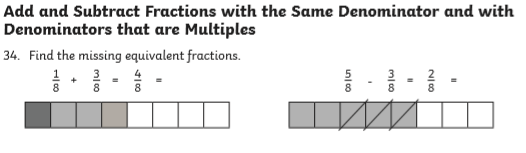 Add and Subtract Fractions with the Same Denominator and with
Denominators that are Multiples
34. Find the missing equivalent fractions.
1/8 + 3/8 = 4/8 =
5/8 - 3/8 = 2/8 =